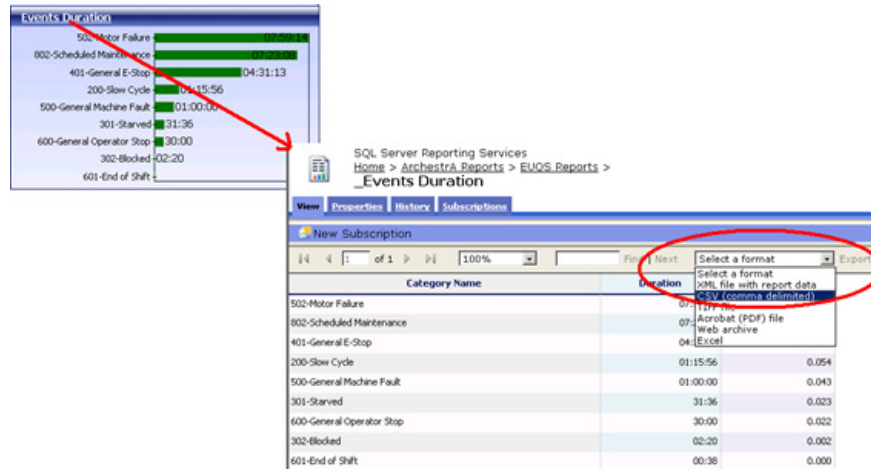 Events Duration
502-Motor Failure 07:59:14
802-Scheduled Maintenance 07:23:08
401-General E-Stop 04:31:13
200-Slow Cycle 01:15:56
500-General Machine Fault 01:00:00
301-Starved 31:36
600-General Operator Stop 30:00
302-Blocked 02:20
601-End of Shift
SQL Server Reporting Services
Home > ArchestrA Reports > EUOS Reports >
_Events Duration
View Properties History Subscriptions
New Subscription
1 of 1 100% Find | Next Select a format Export
Select a format
XML file with report data
CSV (comma delimited)
TIFF file
Acrobat (PDF) file
Web archive
Excel
Category Name Duration
502-Motor Failure 07:
802-Scheduled Maintenance 07:
401-General E-Stop 04:
200-Slow Cycle 01:15:56 0.054
500-General Machine Fault 01:00:00 0.043
301-Starved 31:36 0.023
600-General Operator Stop 30:00 0.022
302-Blocked 02:20 0.002
601-End of Shift 00:38 0.000